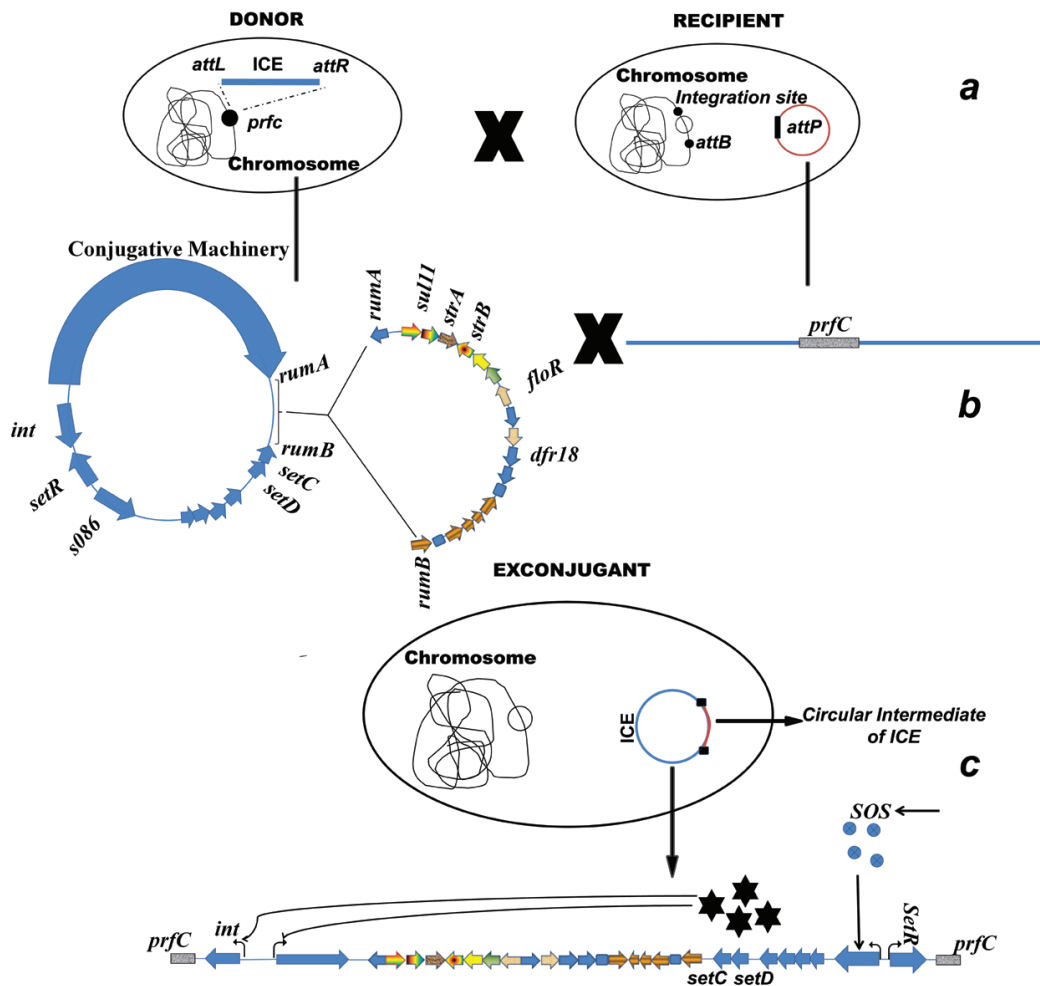 DONOR
RECIPIENT
attL
ICE
attR
prfc
Chromosome
X
Chromosome
Integration site
attB
attP
a
Conjugative Machinery
rumA
rumB
int
setR
s086
setD
setC
rumA
sul11
strA
strB
floR
dfr18
rumB
X
prfC
b
EXCONJUGANT
Chromosome
ICE
Circular Intermediate
of ICE
c
SOS
prfC
int
setC
setD
SetR
prfC